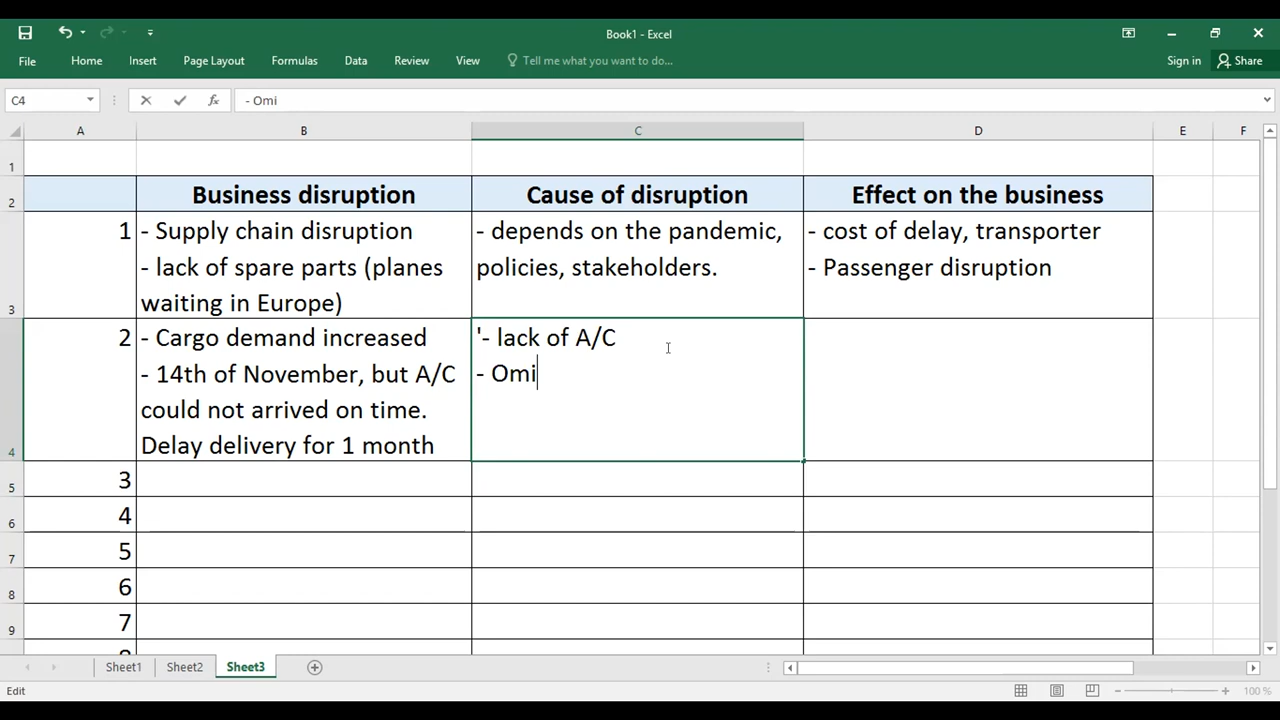 Book1 - Excel
File Home Insert Page Layout Formulas Data Review View Tell me what you want to do... Sign in Share
C4 fx - Omi
A B C D E F
1
2 Business disruption Cause of disruption Effect on the business
3
1
- Supply chain disruption
- lack of spare parts (planes
waiting in Europe)
- depends on the pandemic,
policies, stakeholders.
- cost of delay, transporter
- Passenger disruption
4
2
- Cargo demand increased
- 14th of November, but A/C
could not arrived on time.
Delay delivery for 1 month
'- lack of A/C
- Omi
5 3
6 4
7 5
8 6
9 7
Sheet1 Sheet2 Sheet3
Edit 100 %